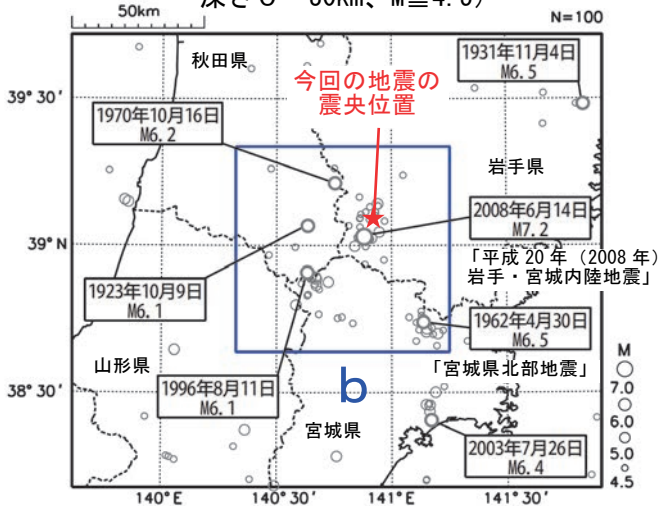 深さ0〜30km、M≧4.5）
50km
N=100
秋田県
1931年11月4日
M6.5
39°30′
今回の地震の
震央位置
1970年10月16日
M6.2
岩手県
2008年6月14日
M7.2
39°N
「平成20年（2008年）
岩手・宮城内陸地震」
1923年10月9日
M6.1
1962年4月30日
M6.5
山形県
「宮城県北部地震」
M
7.0
6.0
5.0
4.5
1996年8月11日
M6.1
b
38°30′
宮城県
2003年7月26日
M6.4
140°E
140°30′
141°E
141°30′